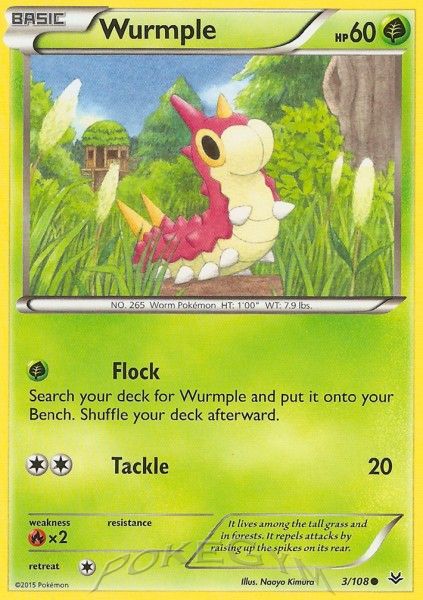 BASIC Wurmple HP60
NO. 265 Worm Pokémon HT: 1'00" WT: 7.9 lbs.
Flock
Search your deck for Wurmple and put it onto your
Bench. Shuffle your deck afterward.
Tackle 20
weakness resistance
×2
It lives among the tall grass and
in forests. It repels attacks by
raising up the spikes on its rear.
retreat
POKEGYM
©2015 Pokémon Illus. Naoyo Kimura 3/108